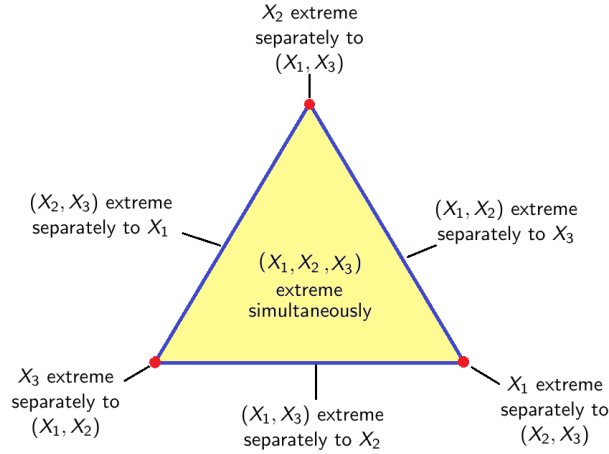 X₂ extreme
separately to
(X₁, X₃)
(X₂, X₃) extreme
separately to X₁
(X₁, X₂) extreme
separately to X₃
(X₁, X₂ , X₃)
extreme
simultaneously
X₃ extreme
separately to
(X₁, X₂)
(X₁, X₃) extreme
separately to X₂
X₁ extreme
separately to
(X₂, X₃)